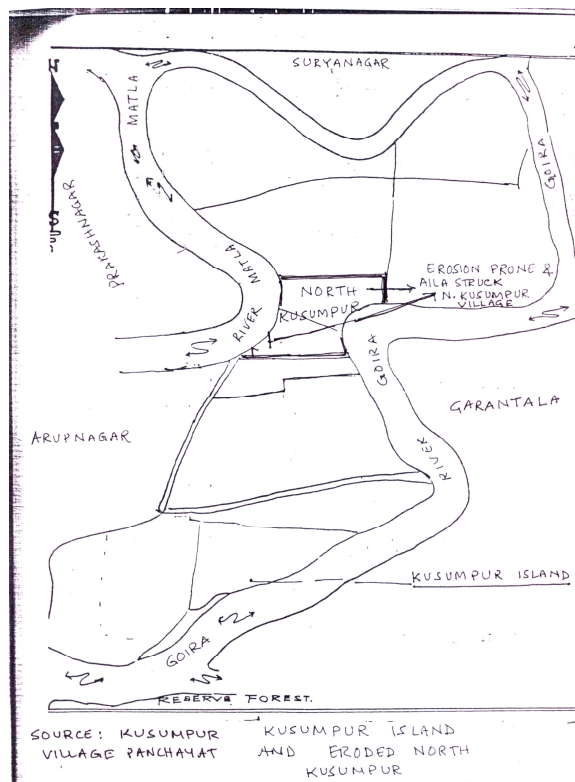 SURYANAGAR
MATLA
GOIRA
PRAKASHNAGAR
RIVER MATLA
NORTH
KUSUMPUR
EROSION PRONE &
AILA STRUCK
N. KUSUMPUR
VILLAGE
RIVER GOIRA
GARANTALA
ARUPNAGAR
KUSUMPUR ISLAND
GOIRA
RESERVE FOREST.
SOURCE: KUSUMPUR
VILLAGE PANCHAYAT
KUSUMPUR ISLAND
AND ERODED NORTH
KUSUMPUR